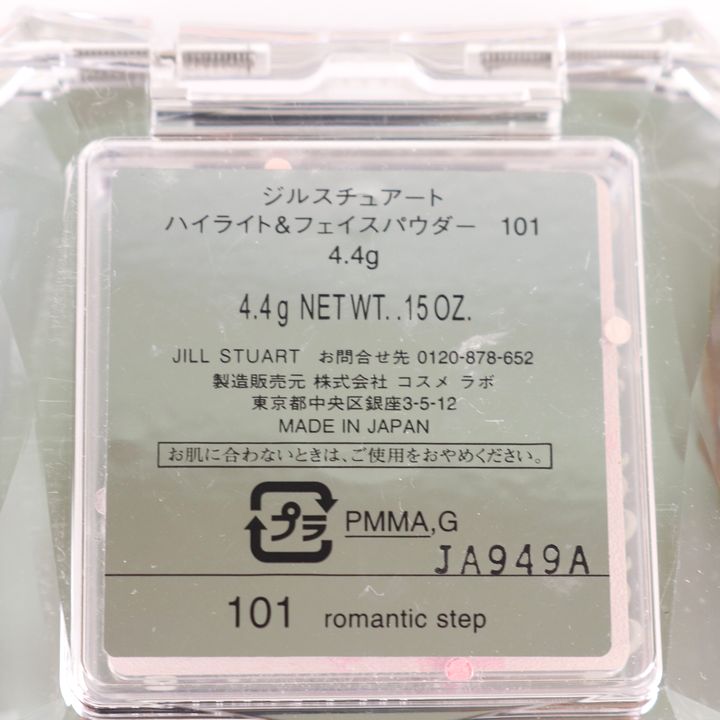 ジルスチュアート
ハイライト&フェイスパウダー 101
4.4g
4.4g NET WT. .15 OZ.
JILL STUART お問合せ先 0120-878-652
製造販売元 株式会社 コスメ ラボ
東京都中央区銀座3-5-12
MADE IN JAPAN
お肌に合わないときは、ご使用をおやめください。
プラ PMMA,G
JA949A
101 romantic step